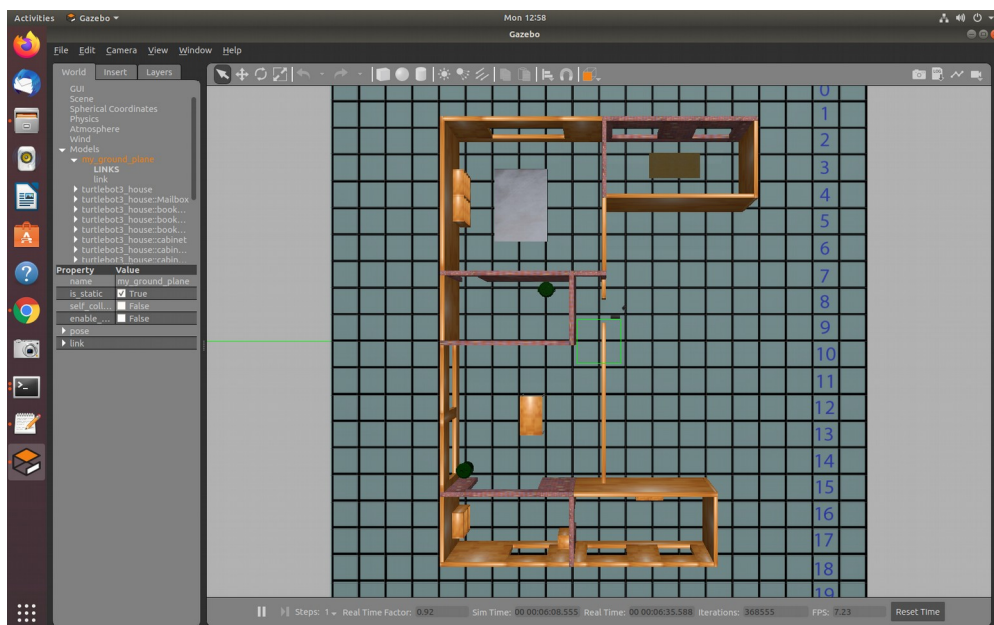 Activities Gazebo Mon 12:58
Gazebo
File Edit Camera View Window Help
World Insert Layers
GUI
Scene
Spherical Coordinates
Physics
Atmosphere
Wind
Models
my_ground_plane
LINKS
link
turtlebot3_house
turtlebot3_house::Mailbox
turtlebot3_house::book...
turtlebot3_house::book...
turtlebot3_house::book...
turtlebot3_house::cabinet
turtlebot3_house::cabin...
turtlebot3_house::cabin...
Property Value
name my_ground_plane
is_static True
self_coll... False
enable_... False
pose
link
0
1
2
3
4
5
6
7
8
9
10
11
12
13
14
15
16
17
18
19
Steps: 1 Real Time Factor: 0.92 Sim Time: 00 00:06:08.555 Real Time: 00 00:06:35.588 Iterations: 368555 FPS: 7.23 Reset Time